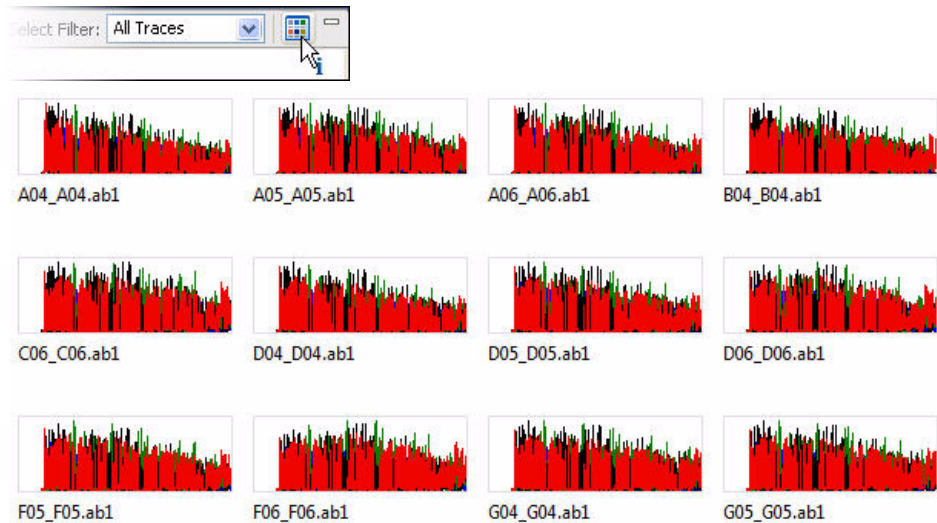 Select Filter: All Traces
i
A04_A04.ab1 A05_A05.ab1 A06_A06.ab1 B04_B04.ab1
C06_C06.ab1 D04_D04.ab1 D05_D05.ab1 D06_D06.ab1
F05_F05.ab1 F06_F06.ab1 G04_G04.ab1 G05_G05.ab1